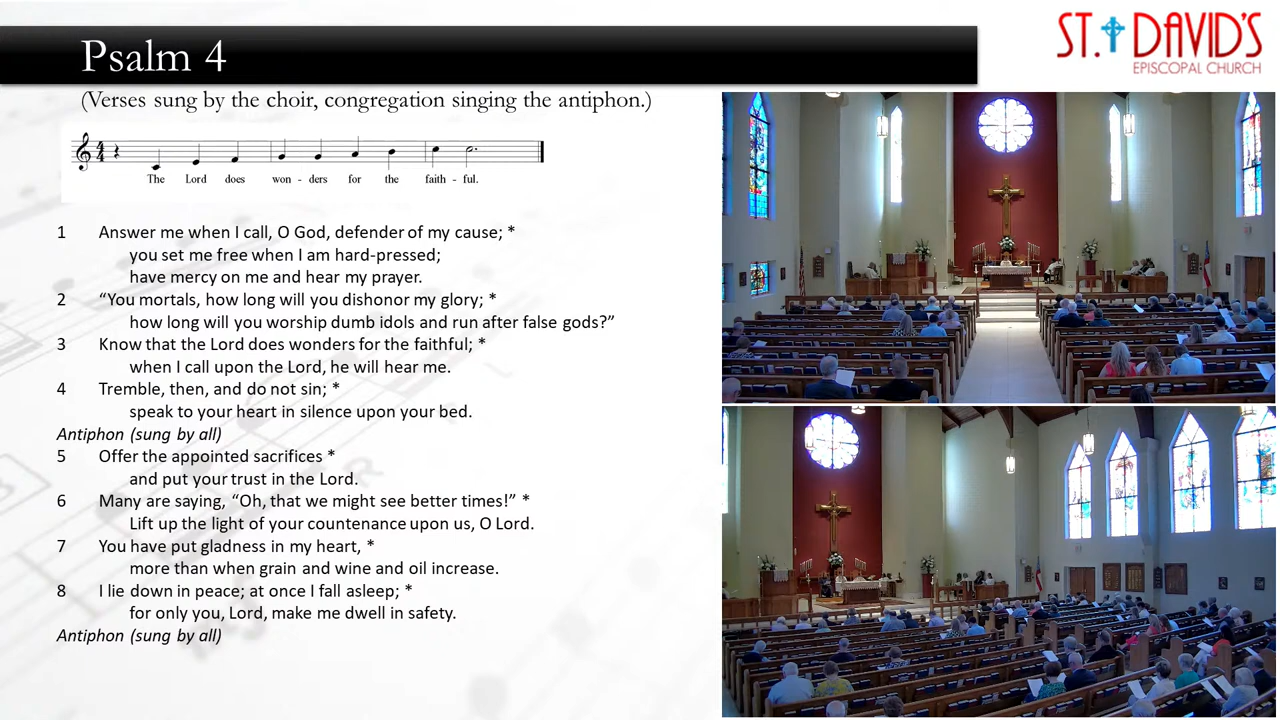 Psalm 4
ST. DAVID'S
EPISCOPAL CHURCH
(Verses sung by the choir, congregation singing the antiphon.)
4
4
The Lord does won - ders for the faith - ful.
1 Answer me when I call, O God, defender of my cause; *
you set me free when I am hard-pressed;
have mercy on me and hear my prayer.
2 “You mortals, how long will you dishonor my glory; *
how long will you worship dumb idols and run after false gods?”
3 Know that the Lord does wonders for the faithful; *
when I call upon the Lord, he will hear me.
4 Tremble, then, and do not sin; *
speak to your heart in silence upon your bed.
Antiphon (sung by all)
5 Offer the appointed sacrifices *
and put your trust in the Lord.
6 Many are saying, “Oh, that we might see better times!” *
Lift up the light of your countenance upon us, O Lord.
7 You have put gladness in my heart, *
more than when grain and wine and oil increase.
8 I lie down in peace; at once I fall asleep; *
for only you, Lord, make me dwell in safety.
Antiphon (sung by all)